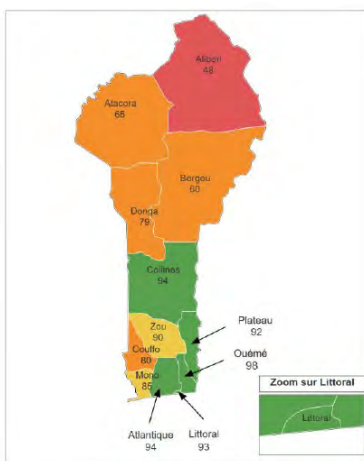 Alibori
48
Atacora
65
Borgou
60
Donga
79
Collines
94
Zou
90
Plateau
92
Couffo
80
Ouémé
98
Mono
85
Atlantique
94
Littoral
93
Zoom sur Littoral
Littoral